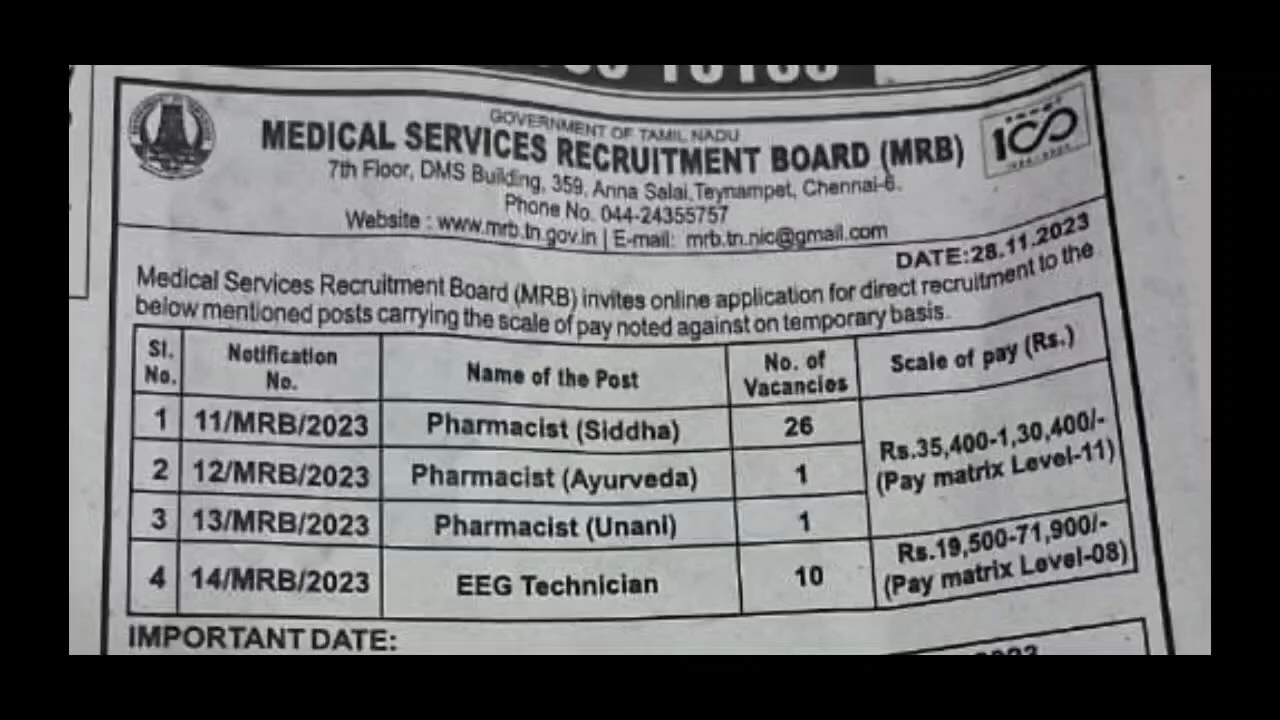 GOVERNMENT OF TAMIL NADU
MEDICAL SERVICES RECRUITMENT BOARD (MRB)
7th Floor, DMS Building, 359, Anna Salai, Teynampet, Chennai-6.
Phone No. 044-24355757
Website : www.mrb.tn.gov.in | E-mail: mrb.tn.nic@gmail.com
100
DATE:28.11.2023
Medical Services Recruitment Board (MRB) invites online application for direct recruitment to the
below mentioned posts carrying the scale of pay noted against on temporary basis.
Sl. No. Notification No. Name of the Post No. of Vacancies Scale of pay (Rs.)
1 11/MRB/2023 Pharmacist (Siddha) 26
Rs.35,400-1,30,400/-
(Pay matrix Level-11)
2 12/MRB/2023 Pharmacist (Ayurveda) 1
3 13/MRB/2023 Pharmacist (Unani) 1
4 14/MRB/2023 EEG Technician 10
Rs.19,500-71,900/-
(Pay matrix Level-08)
IMPORTANT DATE: